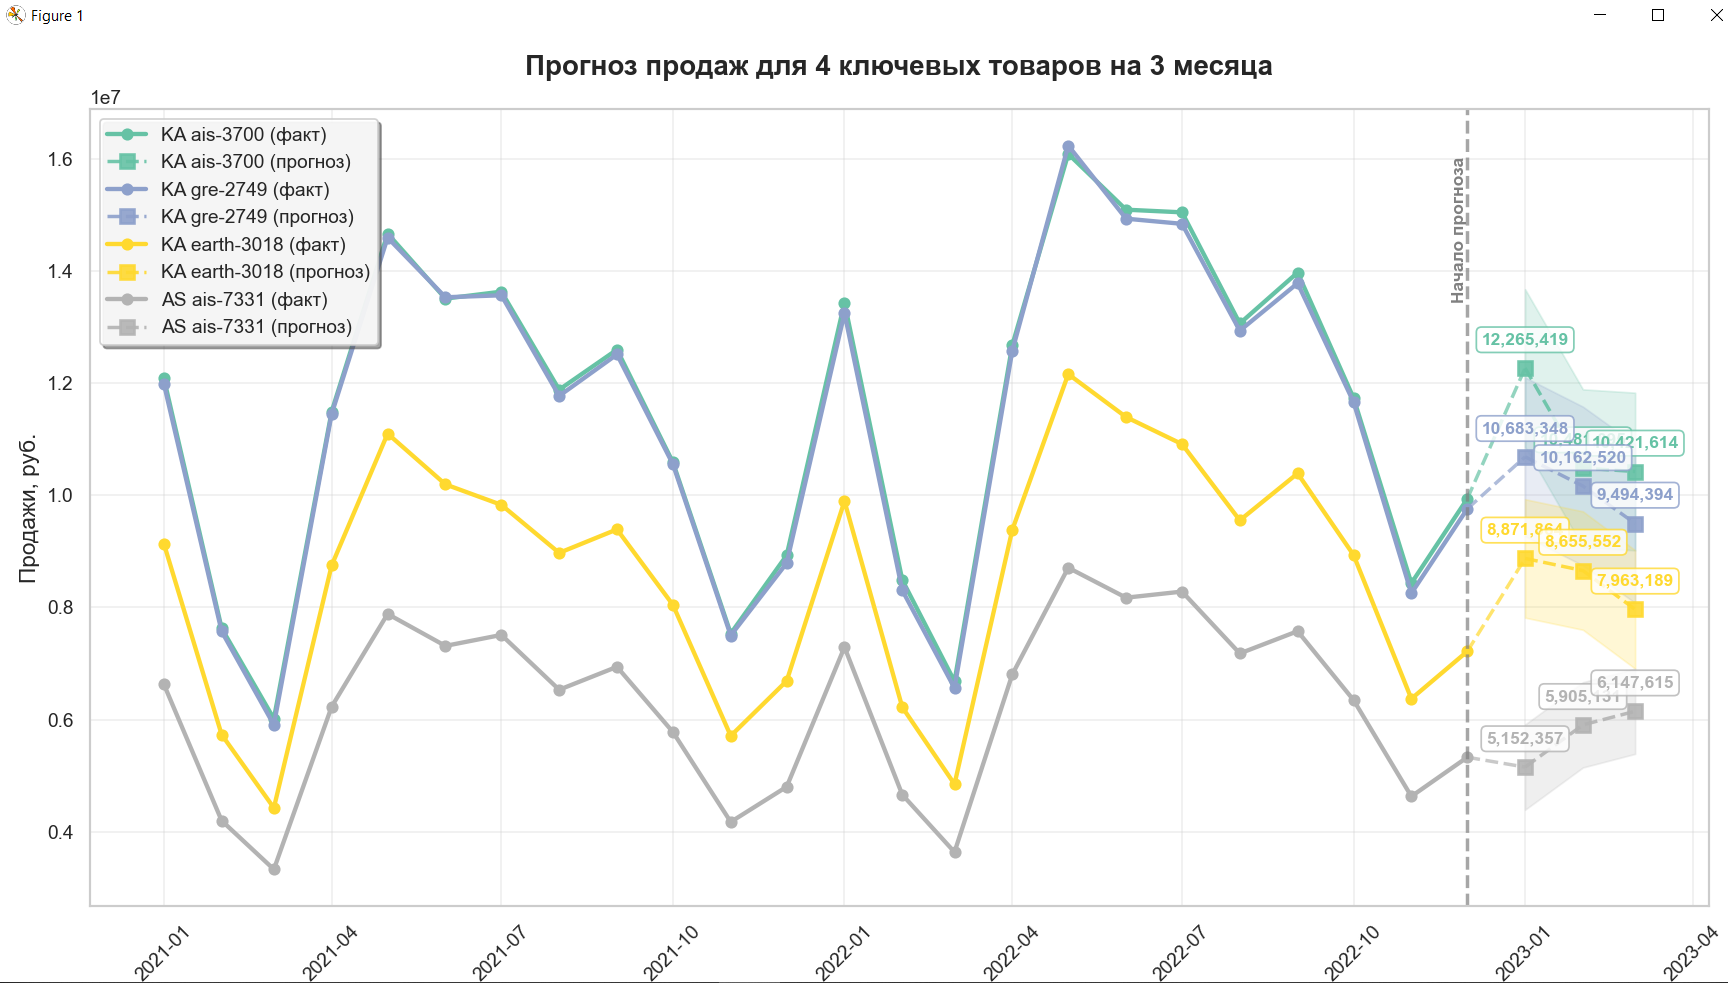 Figure 1
Прогноз продаж для 4 ключевых товаров на 3 месяца
1e7
KA ais-3700 (факт)
KA ais-3700 (прогноз)
KA gre-2749 (факт)
KA gre-2749 (прогноз)
KA earth-3018 (факт)
KA earth-3018 (прогноз)
AS ais-7331 (факт)
AS ais-7331 (прогноз)
Продажи, руб.
1.6
1.4
1.2
1.0
0.8
0.6
0.4
Начало прогноза
12,265,419
10,421,614
10,683,348
10,162,520
9,494,394
8,871,864
8,655,552
7,963,189
6,147,615
5,152,357
2021-01
2021-04
2021-07
2021-10
2022-01
2022-04
2022-07
2022-10
2023-01
2023-04